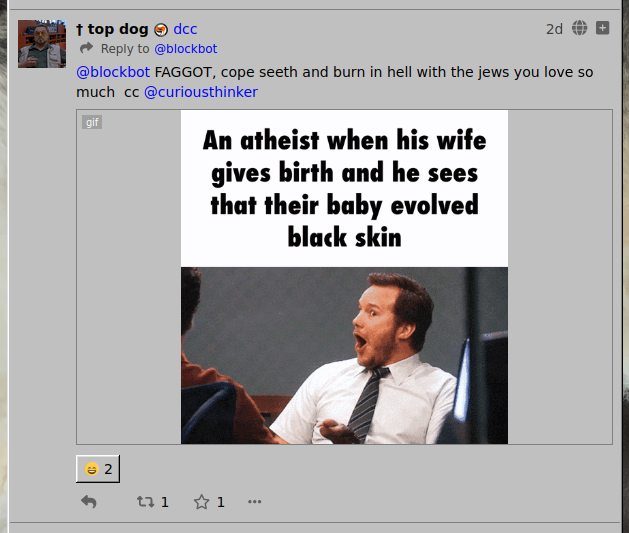 † top dog dcc 2d
Reply to @blockbot
@blockbot FAGGOT, cope seeth and burn in hell with the jews you love so
much cc @curiousthinker
gif
An atheist when his wife
gives birth and he sees
that their baby evolved
black skin
2
1 1